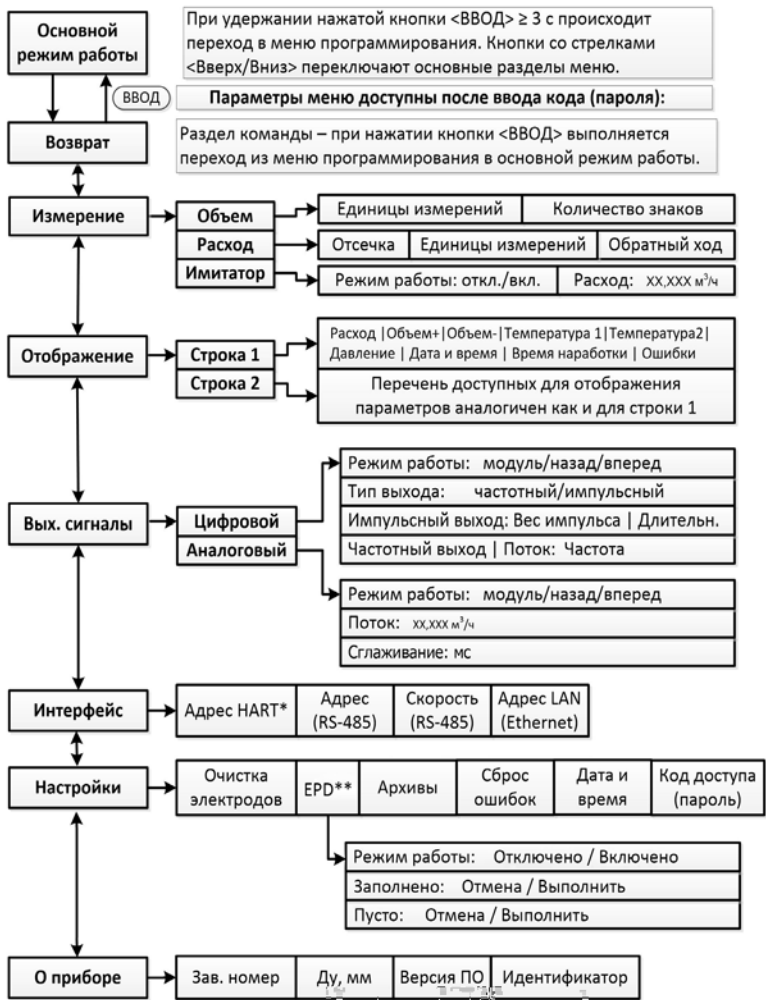 Основной
режим работы
При удержании нажатой кнопки <ВВОД> ≥ 3 с происходит
переход в меню программирования. Кнопки со стрелками
<Вверх/Вниз> переключают основные разделы меню.
ВВОД
Параметры меню доступны после ввода кода (пароля):
Возврат
Раздел команды – при нажатии кнопки <ВВОД> выполняется
переход из меню программирования в основной режим работы.
Измерение
Объем
Единицы измерений
Количество знаков
Расход
Отсечка
Единицы измерений
Обратный ход
Имитатор
Режим работы: откл./вкл.
Расход: XX,XXX м³/ч
Отображение
Строка 1
Расход |Объем+|Объем-|Температура 1|Температура2|
Давление | Дата и время | Время наработки | Ошибки
Строка 2
Перечень доступных для отображения
параметров аналогичен как и для строки 1
Вых. сигналы
Цифровой
Режим работы: модуль/назад/вперед
Тип выхода: частотный/импульсный
Импульсный выход: Вес импульса | Длительн.
Частотный выход | Поток: Частота
Аналоговый
Режим работы: модуль/назад/вперед
Поток: XX,XXX м³/ч
Сглаживание: мс
Интерфейс
Адрес HART*
Адрес
(RS-485)
Скорость
(RS-485)
Адрес LAN
(Ethernet)
Настройки
Очистка
электродов
EPD**
Архивы
Сброс
ошибок
Дата и
время
Код доступа
(пароль)
Режим работы: Отключено / Включено
Заполнено: Отмена / Выполнить
Пусто: Отмена / Выполнить
О приборе
Зав. номер
Ду, мм
Версия ПО
Идентификатор